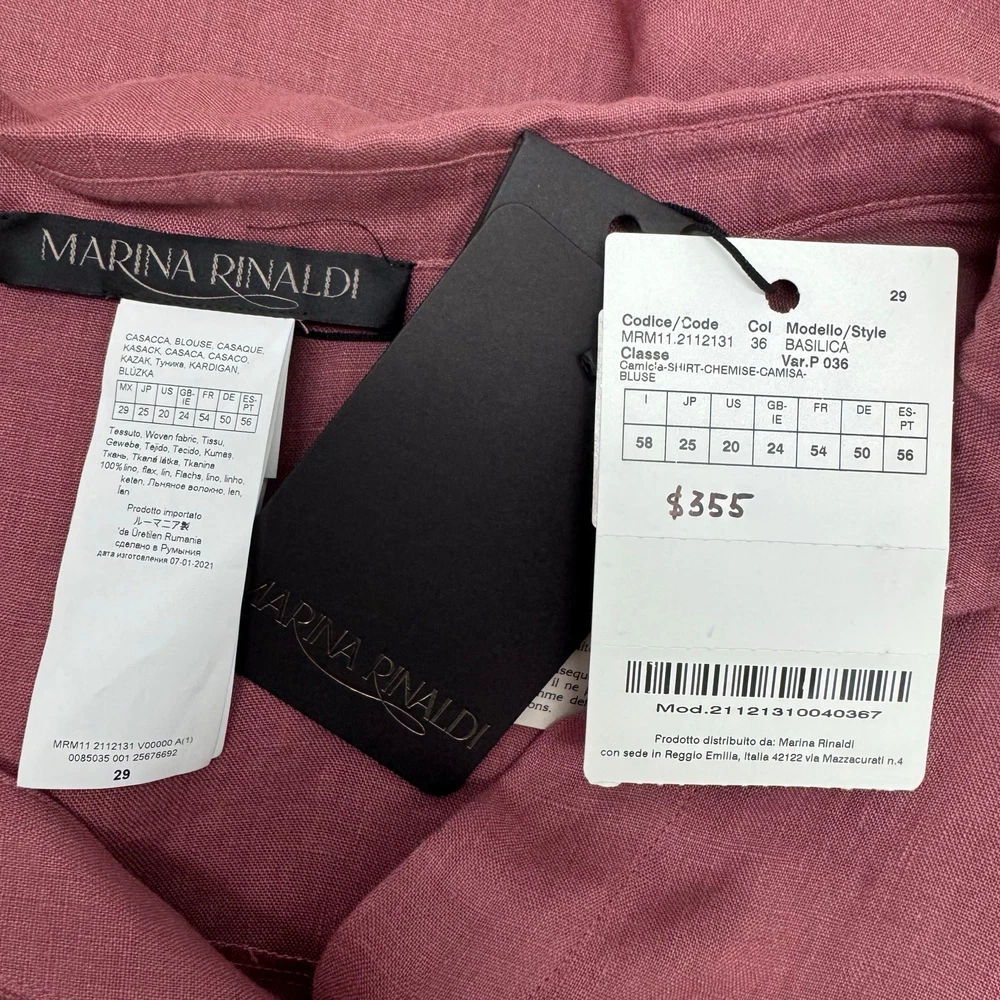 MARINA RINALDI
CASACCA, BLOUSE, CASAQUE,
KASACK, CASACA, CASACO,
KAZAK, Туника, KARDIGAN,
BLÚZKA
MX JP US GB-IE FR DE ES-PT
29 25 20 24 54 50 56
Tessuto, Woven fabric, Tissu,
Gewebe, Tejido, Tecido, Kumaş,
Ткань, Tkaná látka, Tkanina
100% lino, flax, lin, Flachs, lino, linho,
keten, Льняное волокно, len,
len
Prodotto importato
ルーマニア製
'da Üretilen Rumania
сделано в Румыния
дата изготовления 07-01-2021
MRM11 2112131 V00000 A(1)
0085035 001 25676692
29
MARINA RINALDI
29
Codice/Code Col Modello/Style
MRM11.2112131 36 BASILICA
Classe Var.P 036
Camicia-SHIRT-CHEMISE-CAMISA-
BLUSE
I JP US GB-IE FR DE ES-PT
58 25 20 24 54 50 56
$355
Mod.21121310040367
Prodotto distribuito da: Marina Rinaldi
con sede in Reggio Emilia, Italia 42122 via Mazzacurati n.4
il ne
ons.